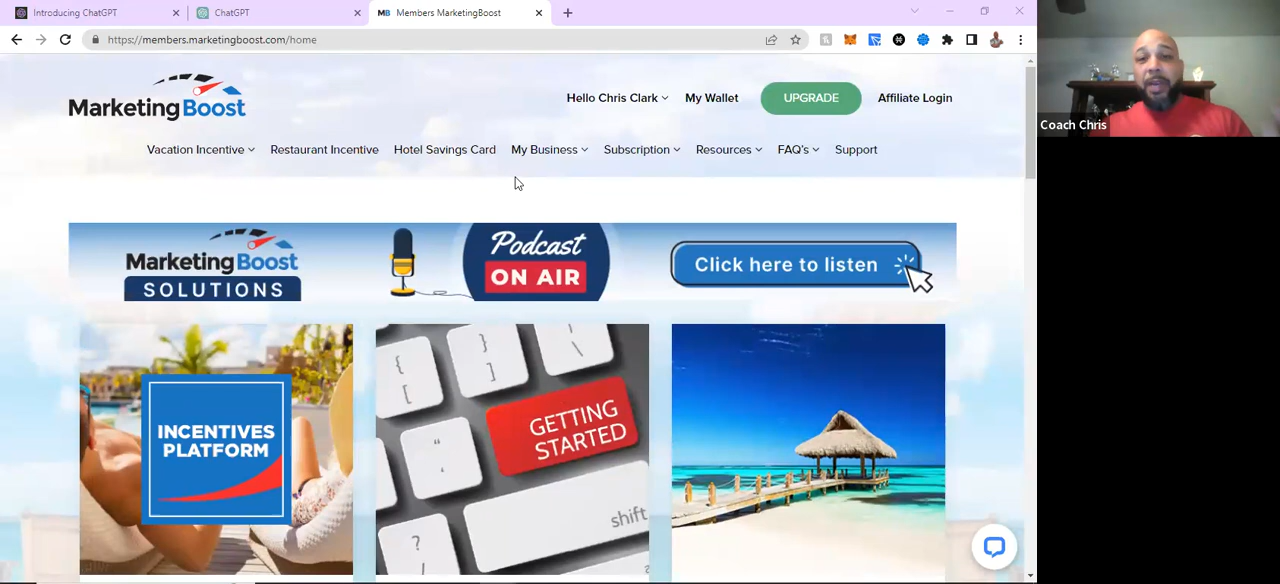 Introducing ChatGPT
ChatGPT
MB Members MarketingBoost
https://members.marketingboost.com/home
MarketingBoost
Hello Chris Clark
My Wallet
UPGRADE
Affiliate Login
Vacation Incentive
Restaurant Incentive
Hotel Savings Card
My Business
Subscription
Resources
FAQ's
Support
Coach Chris
MarketingBoost
SOLUTIONS
Podcast
ON AIR
Click here to listen
INCENTIVES
PLATFORM
GETTING
STARTED
shift